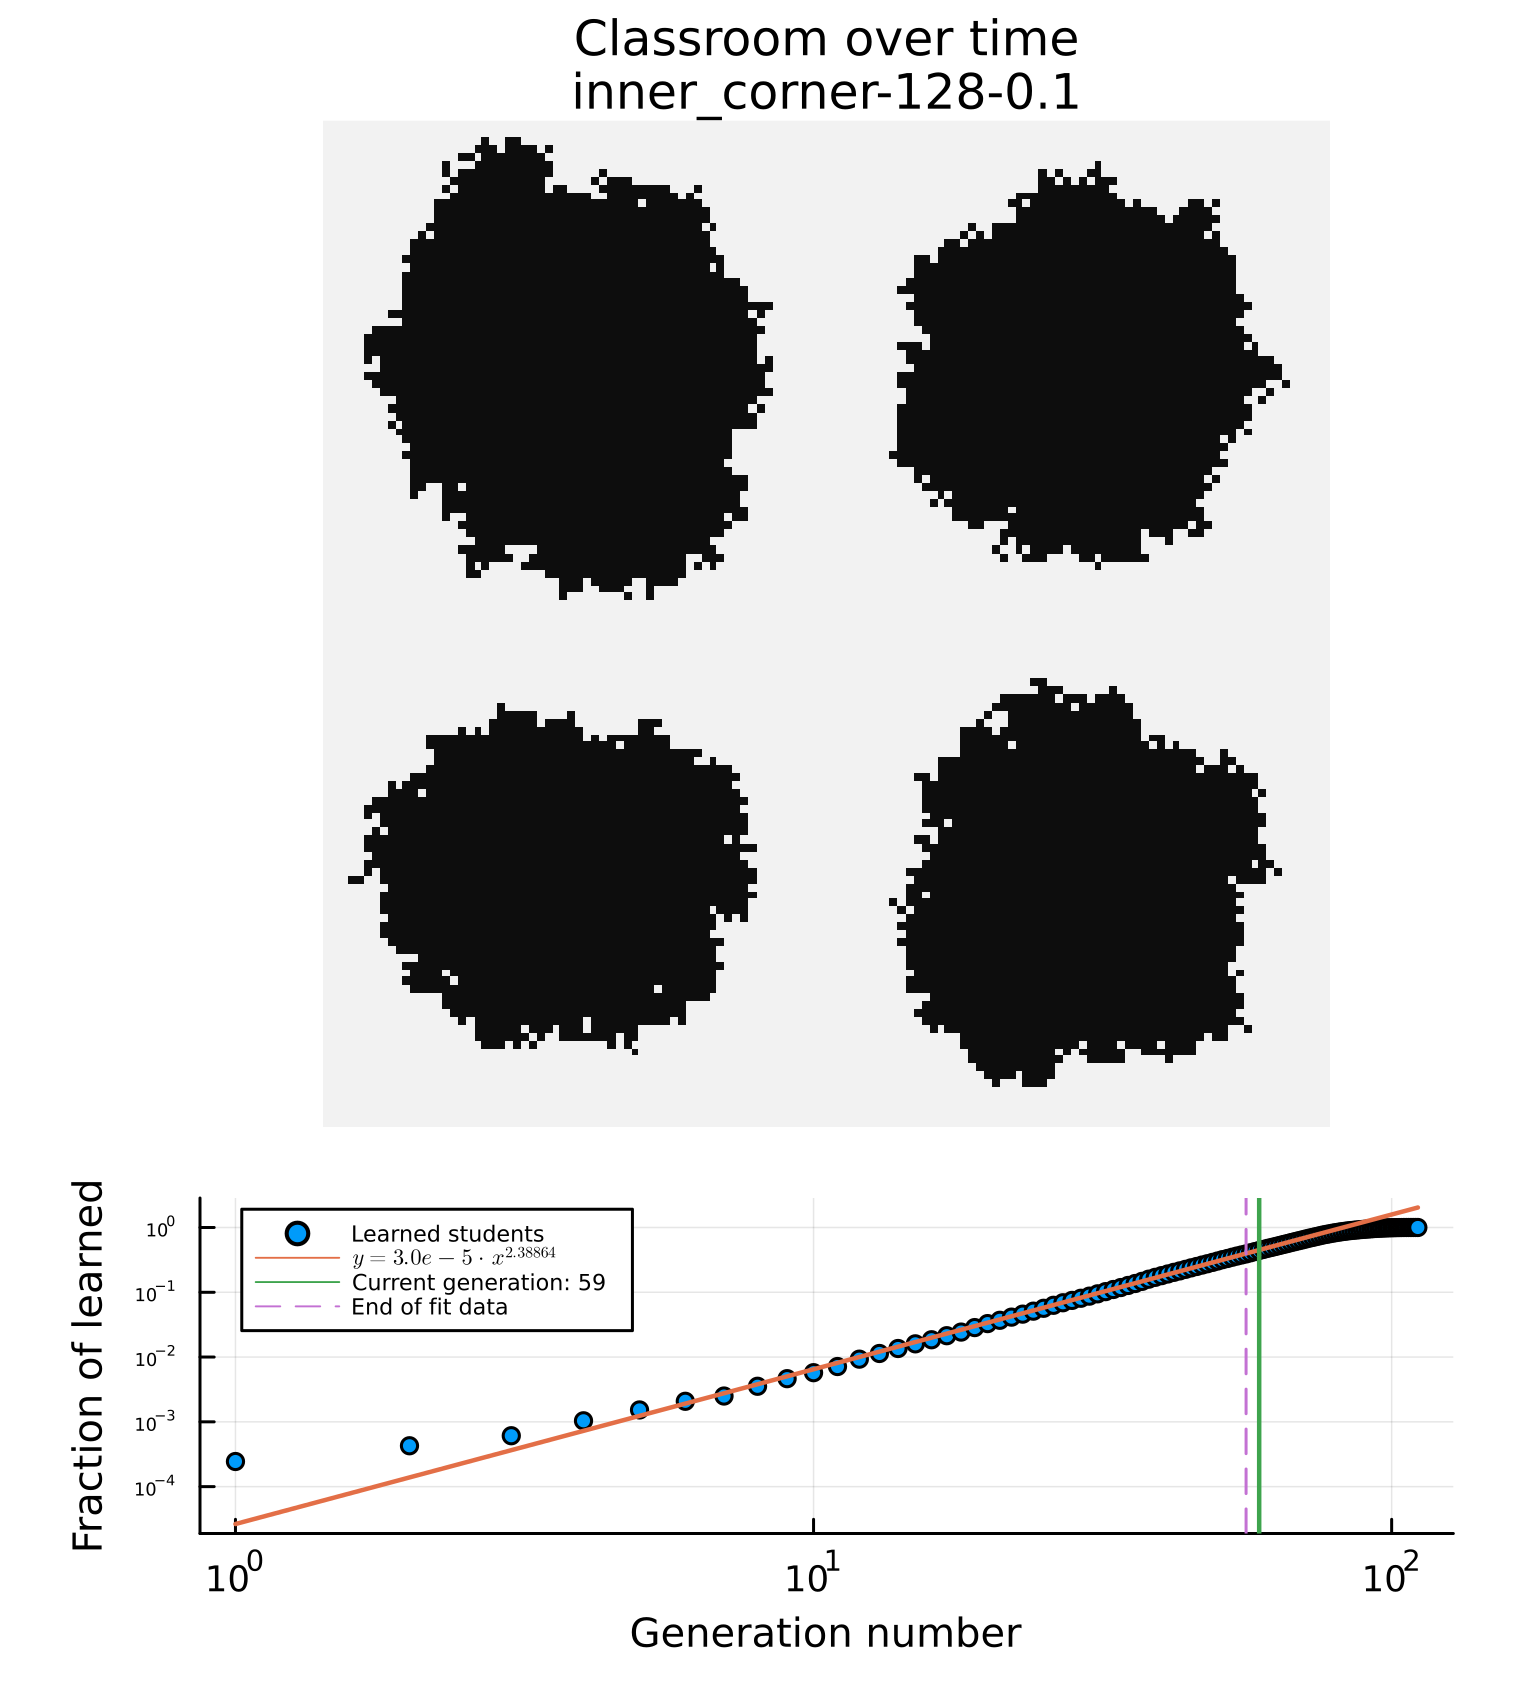 Classroom over time
inner_corner-128-0.1
Fraction of learned
10^0
10^−1
10^−2
10^−3
10^−4
Learned students
y = 3.0e − 5 · x^2.38864
Current generation: 59
End of fit data
10^0
10^1
10^2
Generation number